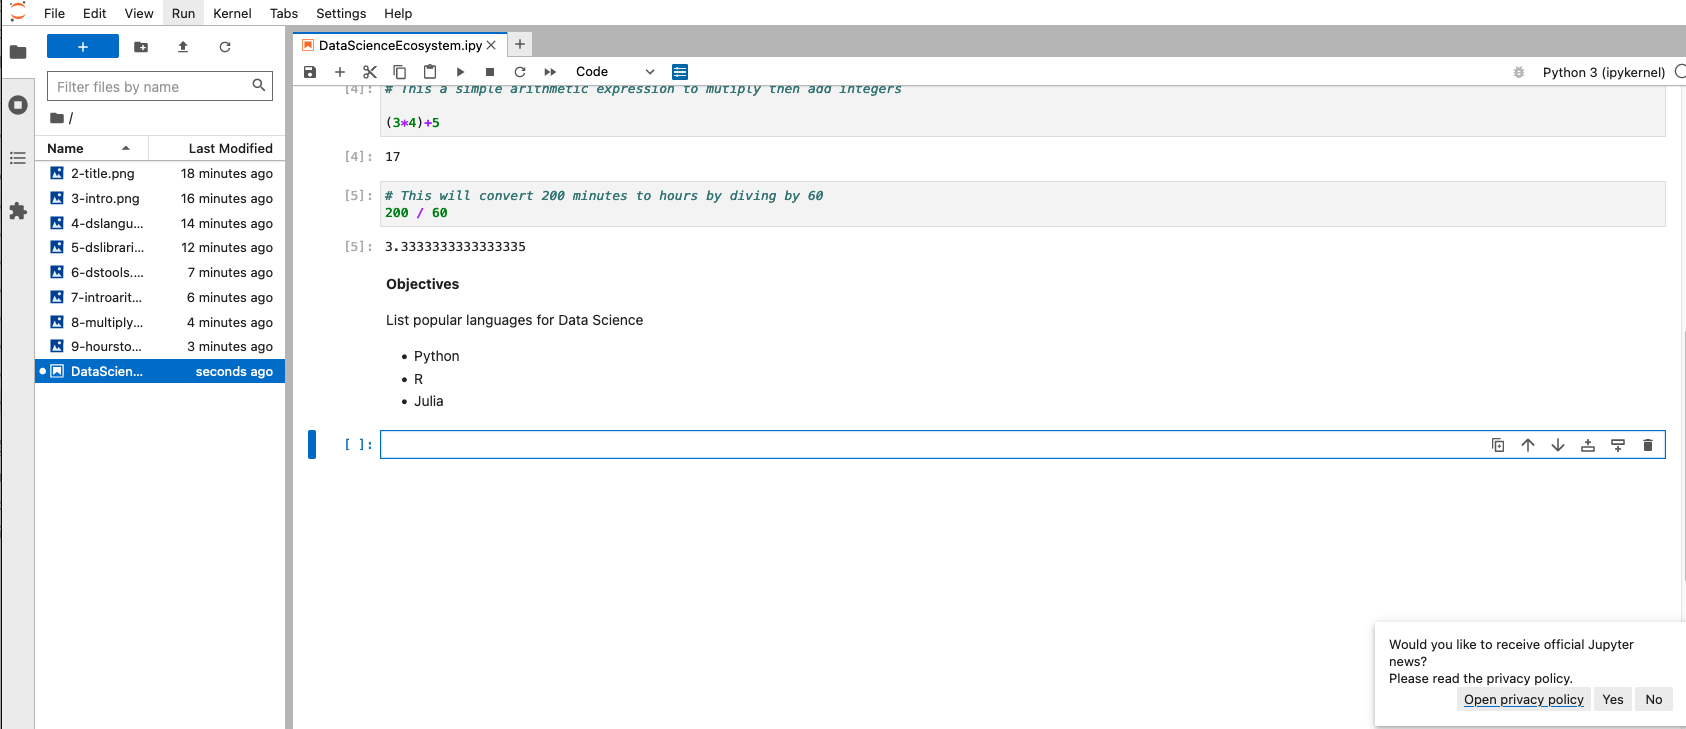 File Edit View Run Kernel Tabs Settings Help
+
DataScienceEcosystem.ipy
Code
Python 3 (ipykernel)
Filter files by name
/
Name Last Modified
2-title.png 18 minutes ago
3-intro.png 16 minutes ago
4-dslangu... 14 minutes ago
5-dslibrari... 12 minutes ago
6-dstools.... 7 minutes ago
7-introarit... 6 minutes ago
8-multiply... 4 minutes ago
9-hoursto... 3 minutes ago
DataScien... seconds ago
[4]: # This a simple arithmetic expression to mutiply then add integers
(3*4)+5
[4]: 17
[5]: # This will convert 200 minutes to hours by diving by 60
200 / 60
[5]: 3.3333333333333335
Objectives
List popular languages for Data Science
• Python
• R
• Julia
[ ]:
Would you like to receive official Jupyter
news?
Please read the privacy policy.
Open privacy policy Yes No